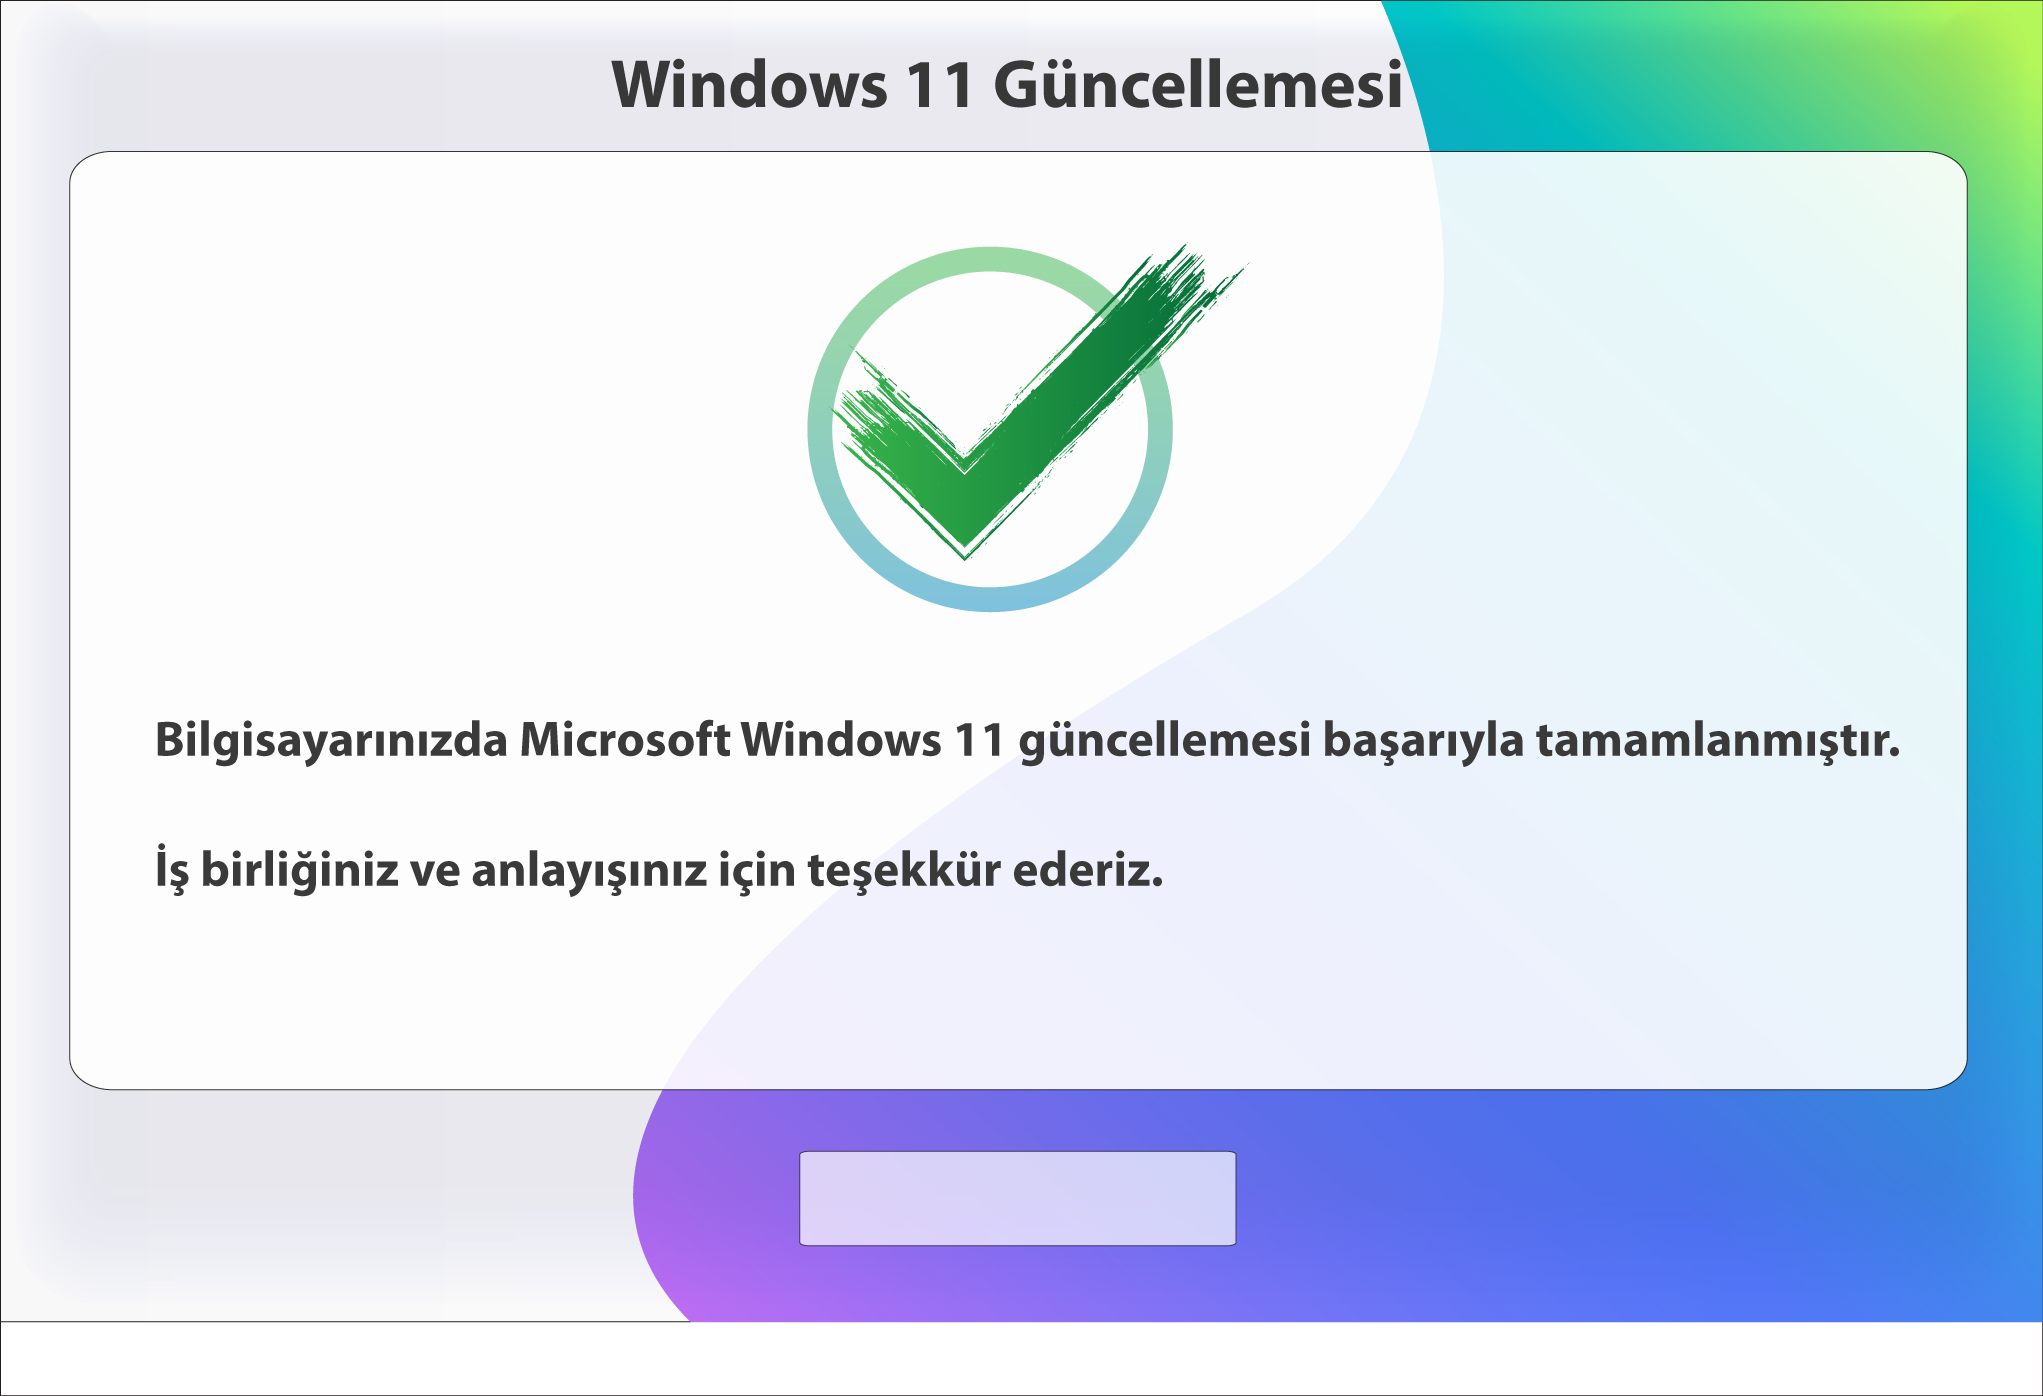 Windows 11 Güncellemesi
Bilgisayarınızda Microsoft Windows 11 güncellemesi başarıyla tamamlanmıştır.
İş birliğiniz ve anlayışınız için teşekkür ederiz.